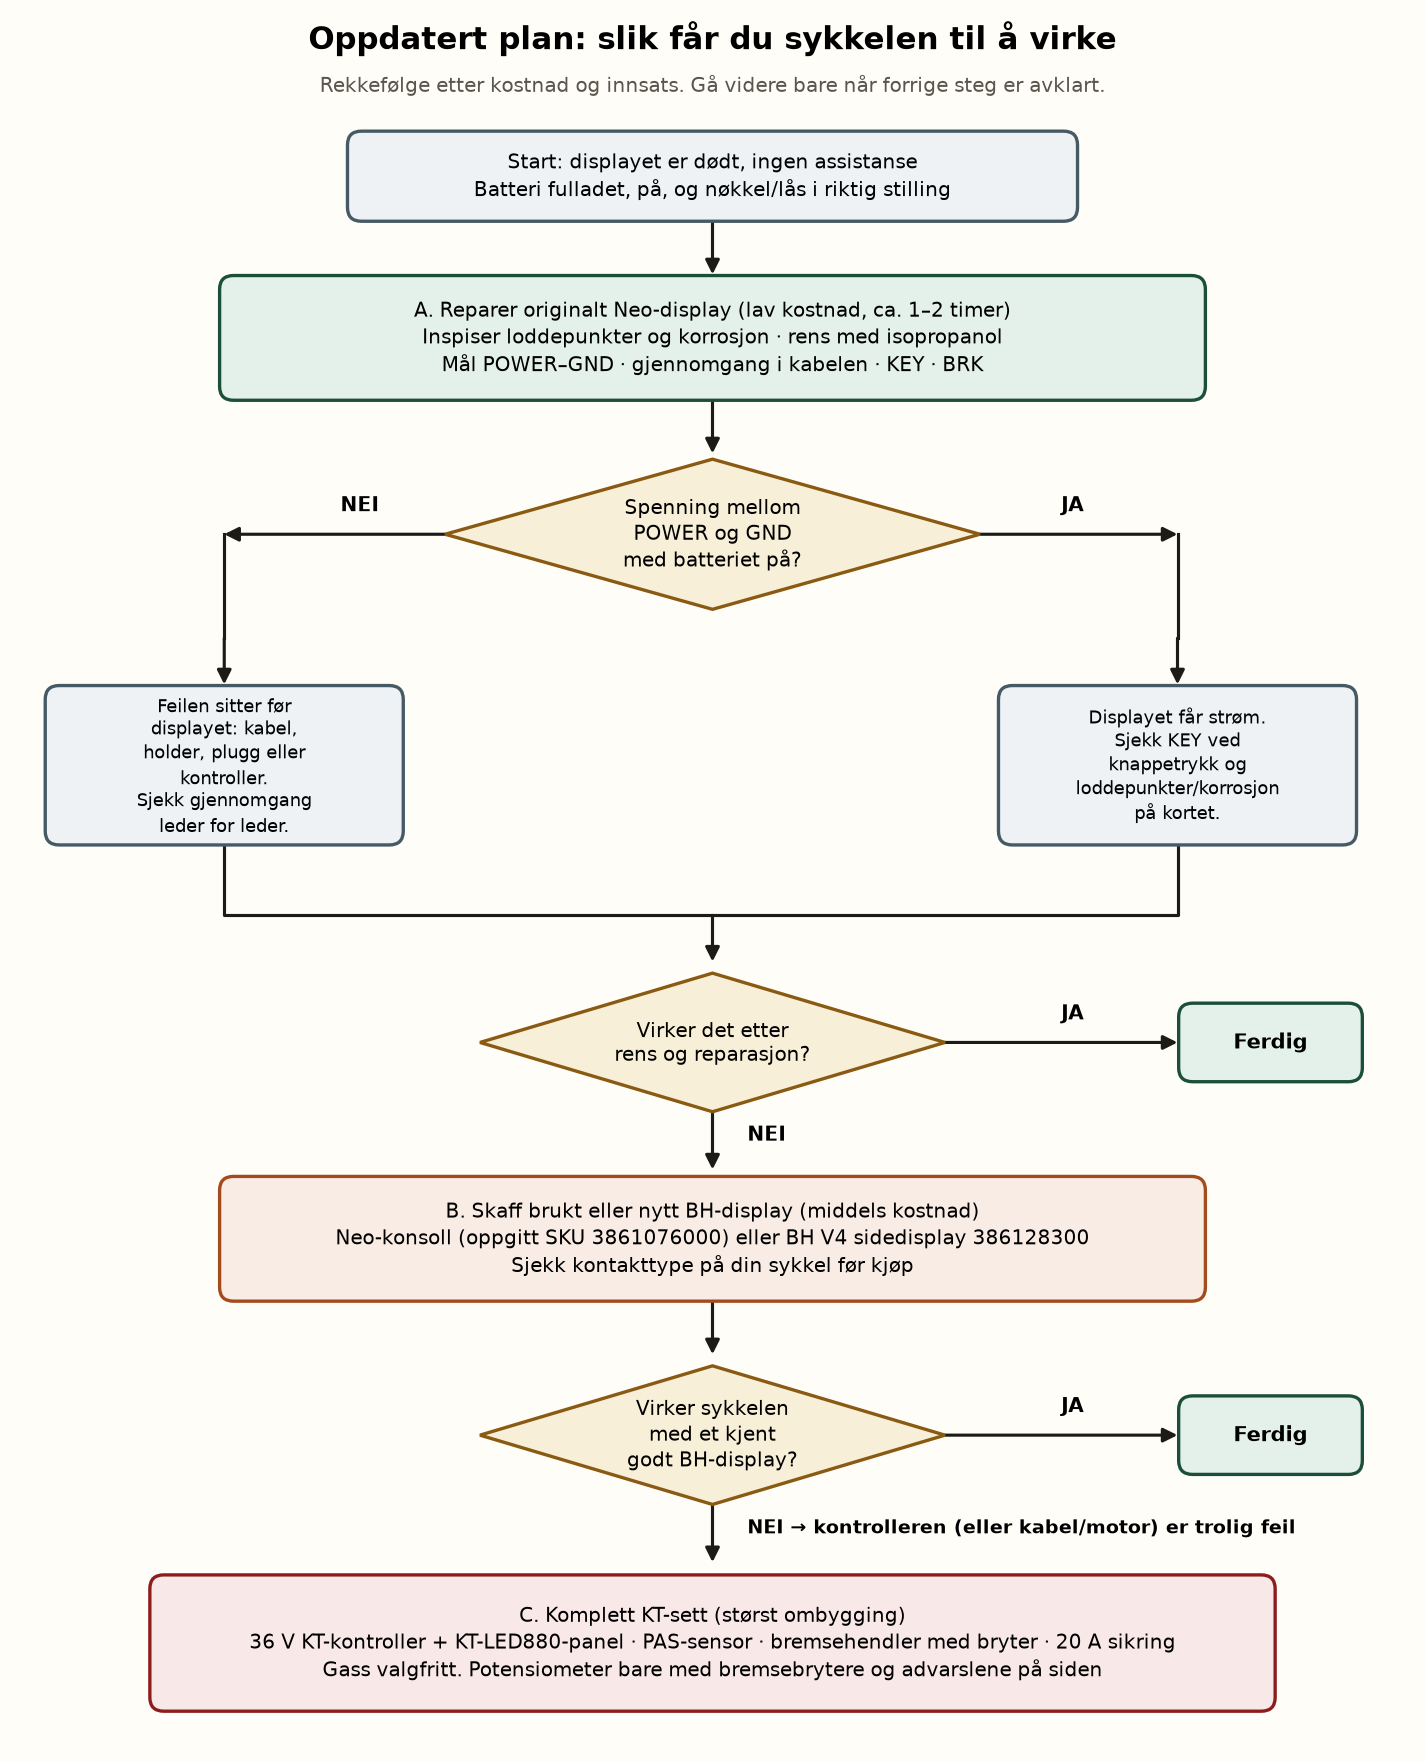 Oppdatert plan: slik får du sykkelen til å virke
Rekkefølge etter kostnad og innsats. Gå videre bare når forrige steg er avklart.
Start: displayet er dødt, ingen assistanse
Batteri fulladet, på, og nøkkel/lås i riktig stilling
A. Reparer originalt Neo-display (lav kostnad, ca. 1–2 timer)
Inspiser loddepunkter og korrosjon · rens med isopropanol
Mål POWER–GND · gjennomgang i kabelen · KEY · BRK
NEI
Spenning mellom
POWER og GND
med batteriet på?
JA
Feilen sitter før
displayet: kabel,
holder, plugg eller
kontroller.
Sjekk gjennomgang
leder for leder.
Displayet får strøm.
Sjekk KEY ved
knappetrykk og
loddepunkter/korrosjon
på kortet.
Virker det etter
rens og reparasjon?
JA
Ferdig
NEI
B. Skaff brukt eller nytt BH-display (middels kostnad)
Neo-konsoll (oppgitt SKU 3861076000) eller BH V4 sidedisplay 386128300
Sjekk kontakttype på din sykkel før kjøp
Virker sykkelen
med et kjent
godt BH-display?
JA
Ferdig
NEI → kontrolleren (eller kabel/motor) er trolig feil
C. Komplett KT-sett (størst ombygging)
36 V KT-kontroller + KT-LED880-panel · PAS-sensor · bremsehendler med bryter · 20 A sikring
Gass valgfritt. Potensiometer bare med bremsebrytere og advarslene på siden